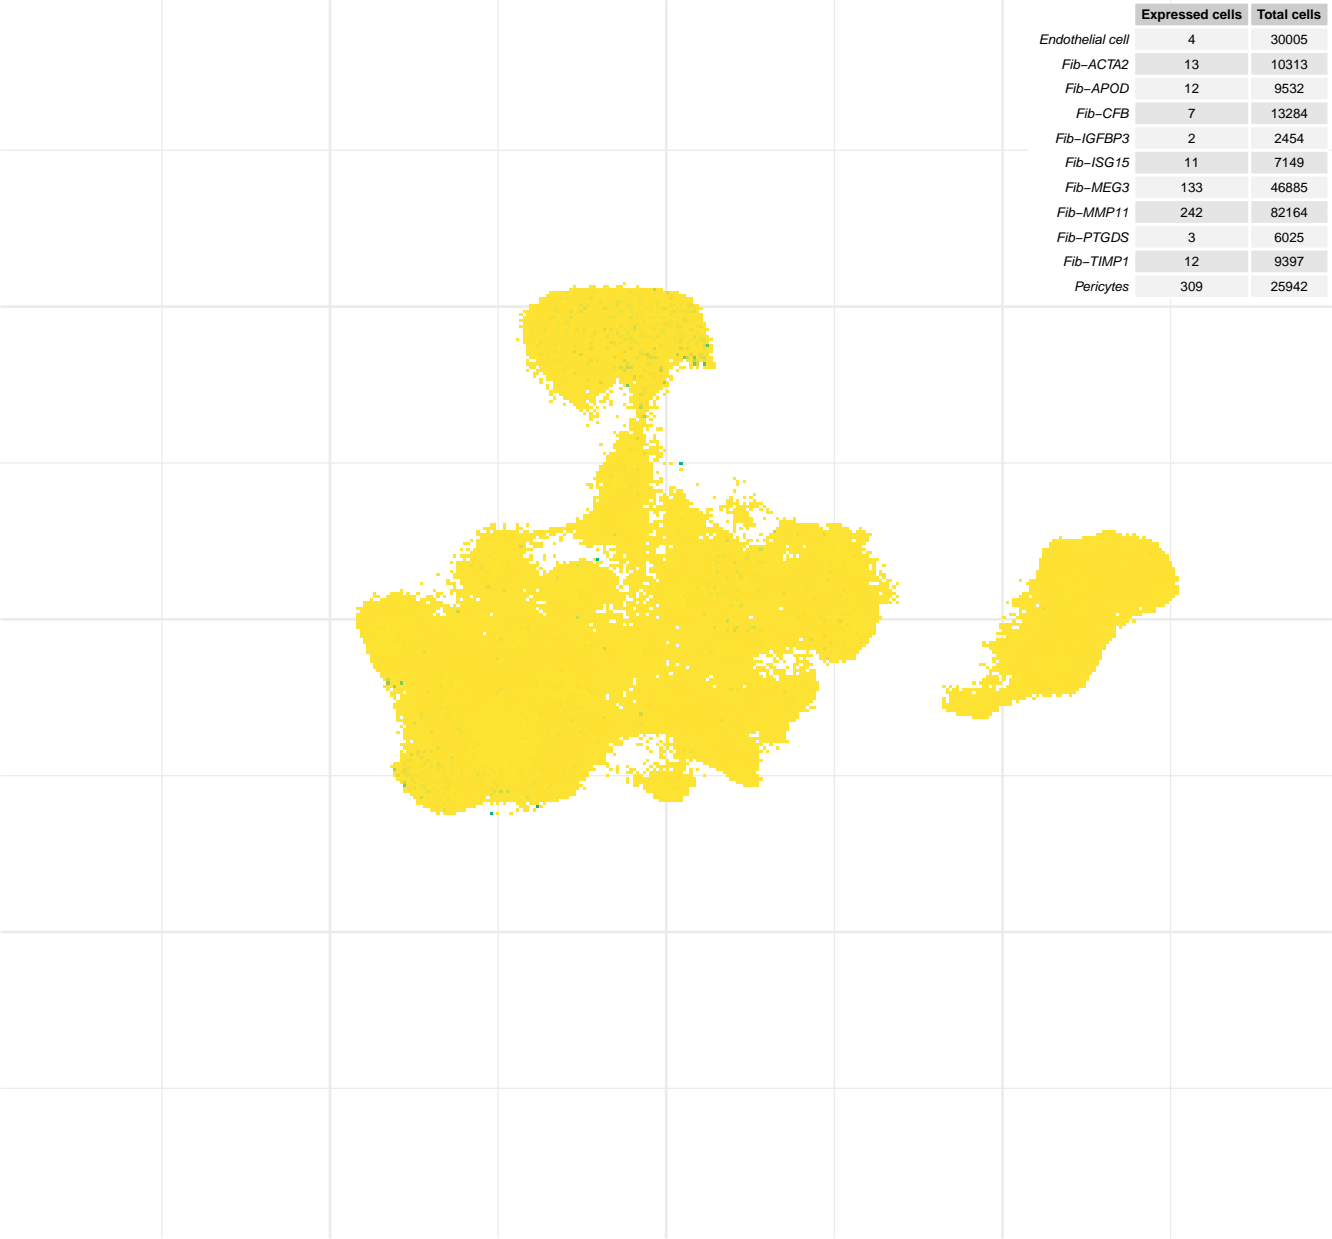 Expressed cells Total cells
Endothelial cell 4 30005
Fib−ACTA2 13 10313
Fib−APOD 12 9532
Fib−CFB 7 13284
Fib−IGFBP3 2 2454
Fib−ISG15 11 7149
Fib−MEG3 133 46885
Fib−MMP11 242 82164
Fib−PTGDS 3 6025
Fib−TIMP1 12 9397
Pericytes 309 25942